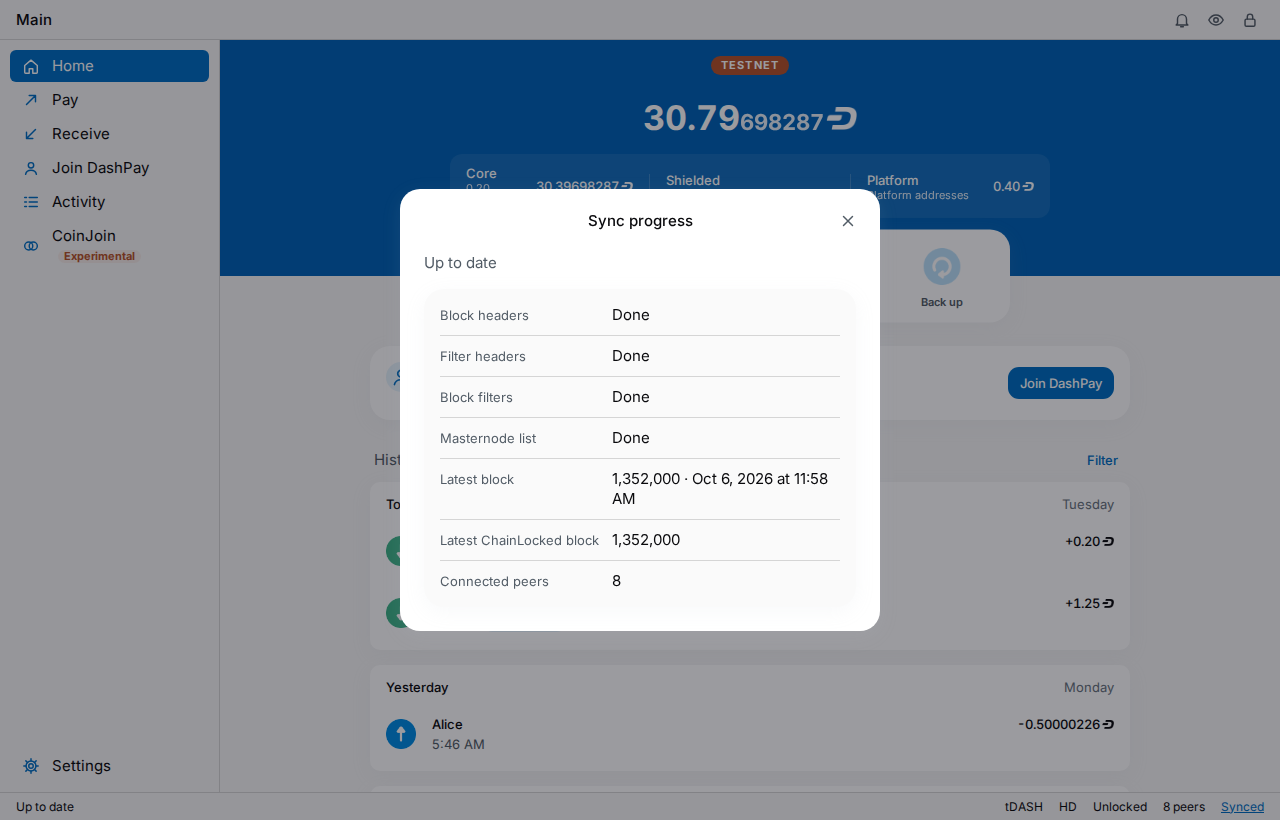 Main
Home
Pay
Receive
Join DashPay
Activity
CoinJoin
Experimental
Settings
TESTNET
30.79698287
Core
0.20
30.39698287
Shielded
Platform
Platform addresses
0.40
Back up
Join DashPay
Filter
Tuesday
+0.20
+1.25
Yesterday
Monday
Alice
-0.50000226
5:46 AM
Sync progress
Up to date
Block headers Done
Filter headers Done
Block filters Done
Masternode list Done
Latest block 1,352,000 · Oct 6, 2026 at 11:58
AM
Latest ChainLocked block 1,352,000
Connected peers 8
Up to date
tDASH HD Unlocked 8 peers Synced